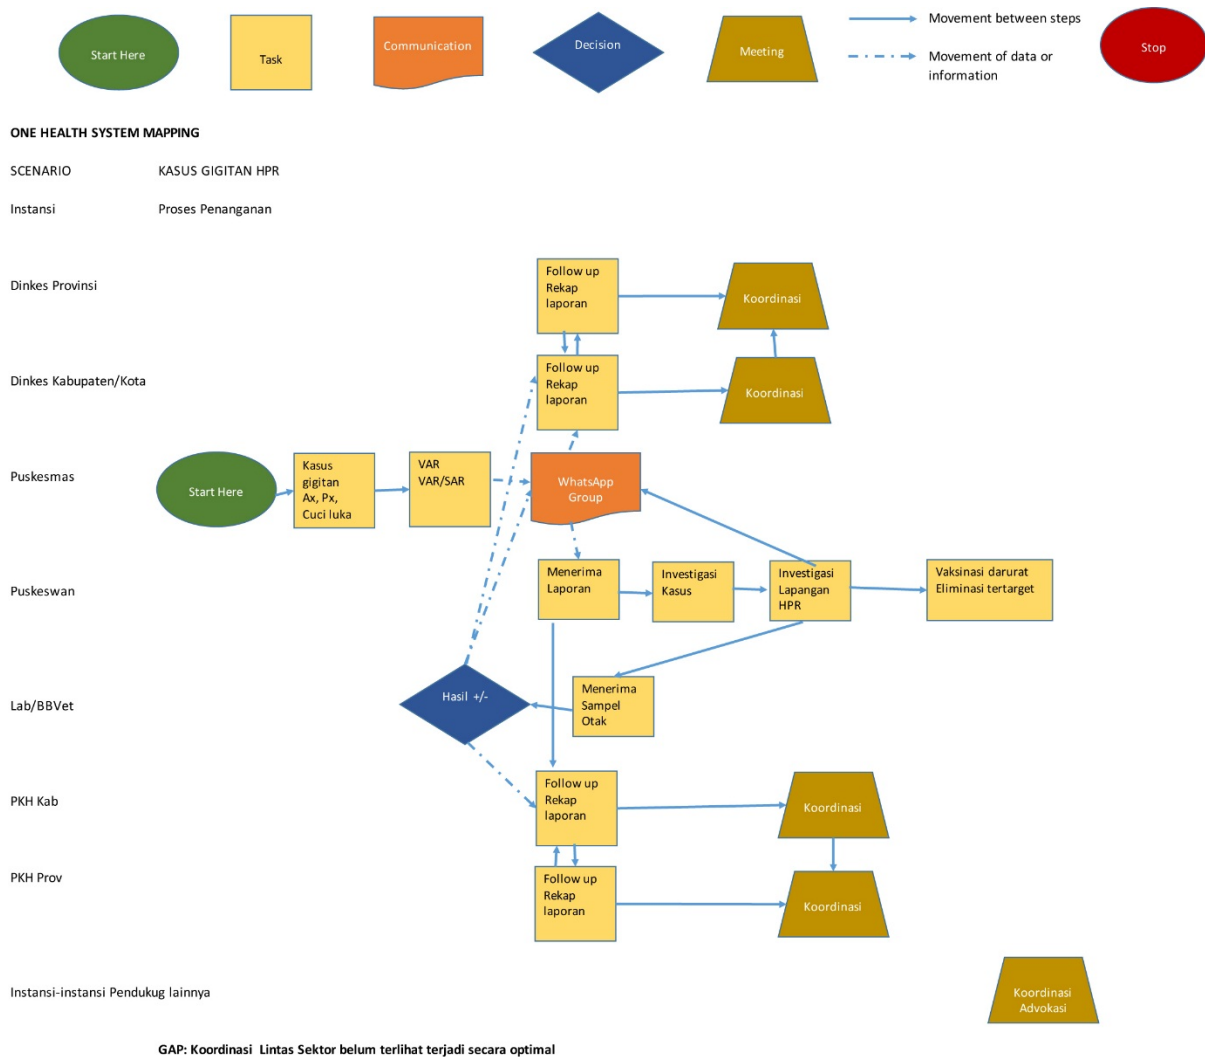 Start Here
Task
Communication
Decision
Meeting
Movement between steps
Movement of data or
information
Stop
ONE HEALTH SYSTEM MAPPING
SCENARIO KASUS GIGITAN HPR
Instansi Proses Penanganan
Dinkes Provinsi
Follow up
Rekap
laporan
Koordinasi
Dinkes Kabupaten/Kota
Follow up
Rekap
laporan
Koordinasi
Puskesmas
Start Here
Kasus
gigitan
Ax, Px,
Cuci luka
VAR
VAR/SAR
WhatsApp
Group
Puskeswan
Menerima
Laporan
Investigasi
Kasus
Investigasi
Lapangan
HPR
Vaksinasi darurat
Eliminasi tertarget
Lab/BBVet
Hasil +/-
Menerima
Sampel
Otak
PKH Kab
Follow up
Rekap
laporan
Koordinasi
PKH Prov
Follow up
Rekap
laporan
Koordinasi
Instansi-instansi Pendukug lainnya
Koordinasi
Advokasi
GAP: Koordinasi Lintas Sektor belum terlihat terjadi secara optimal